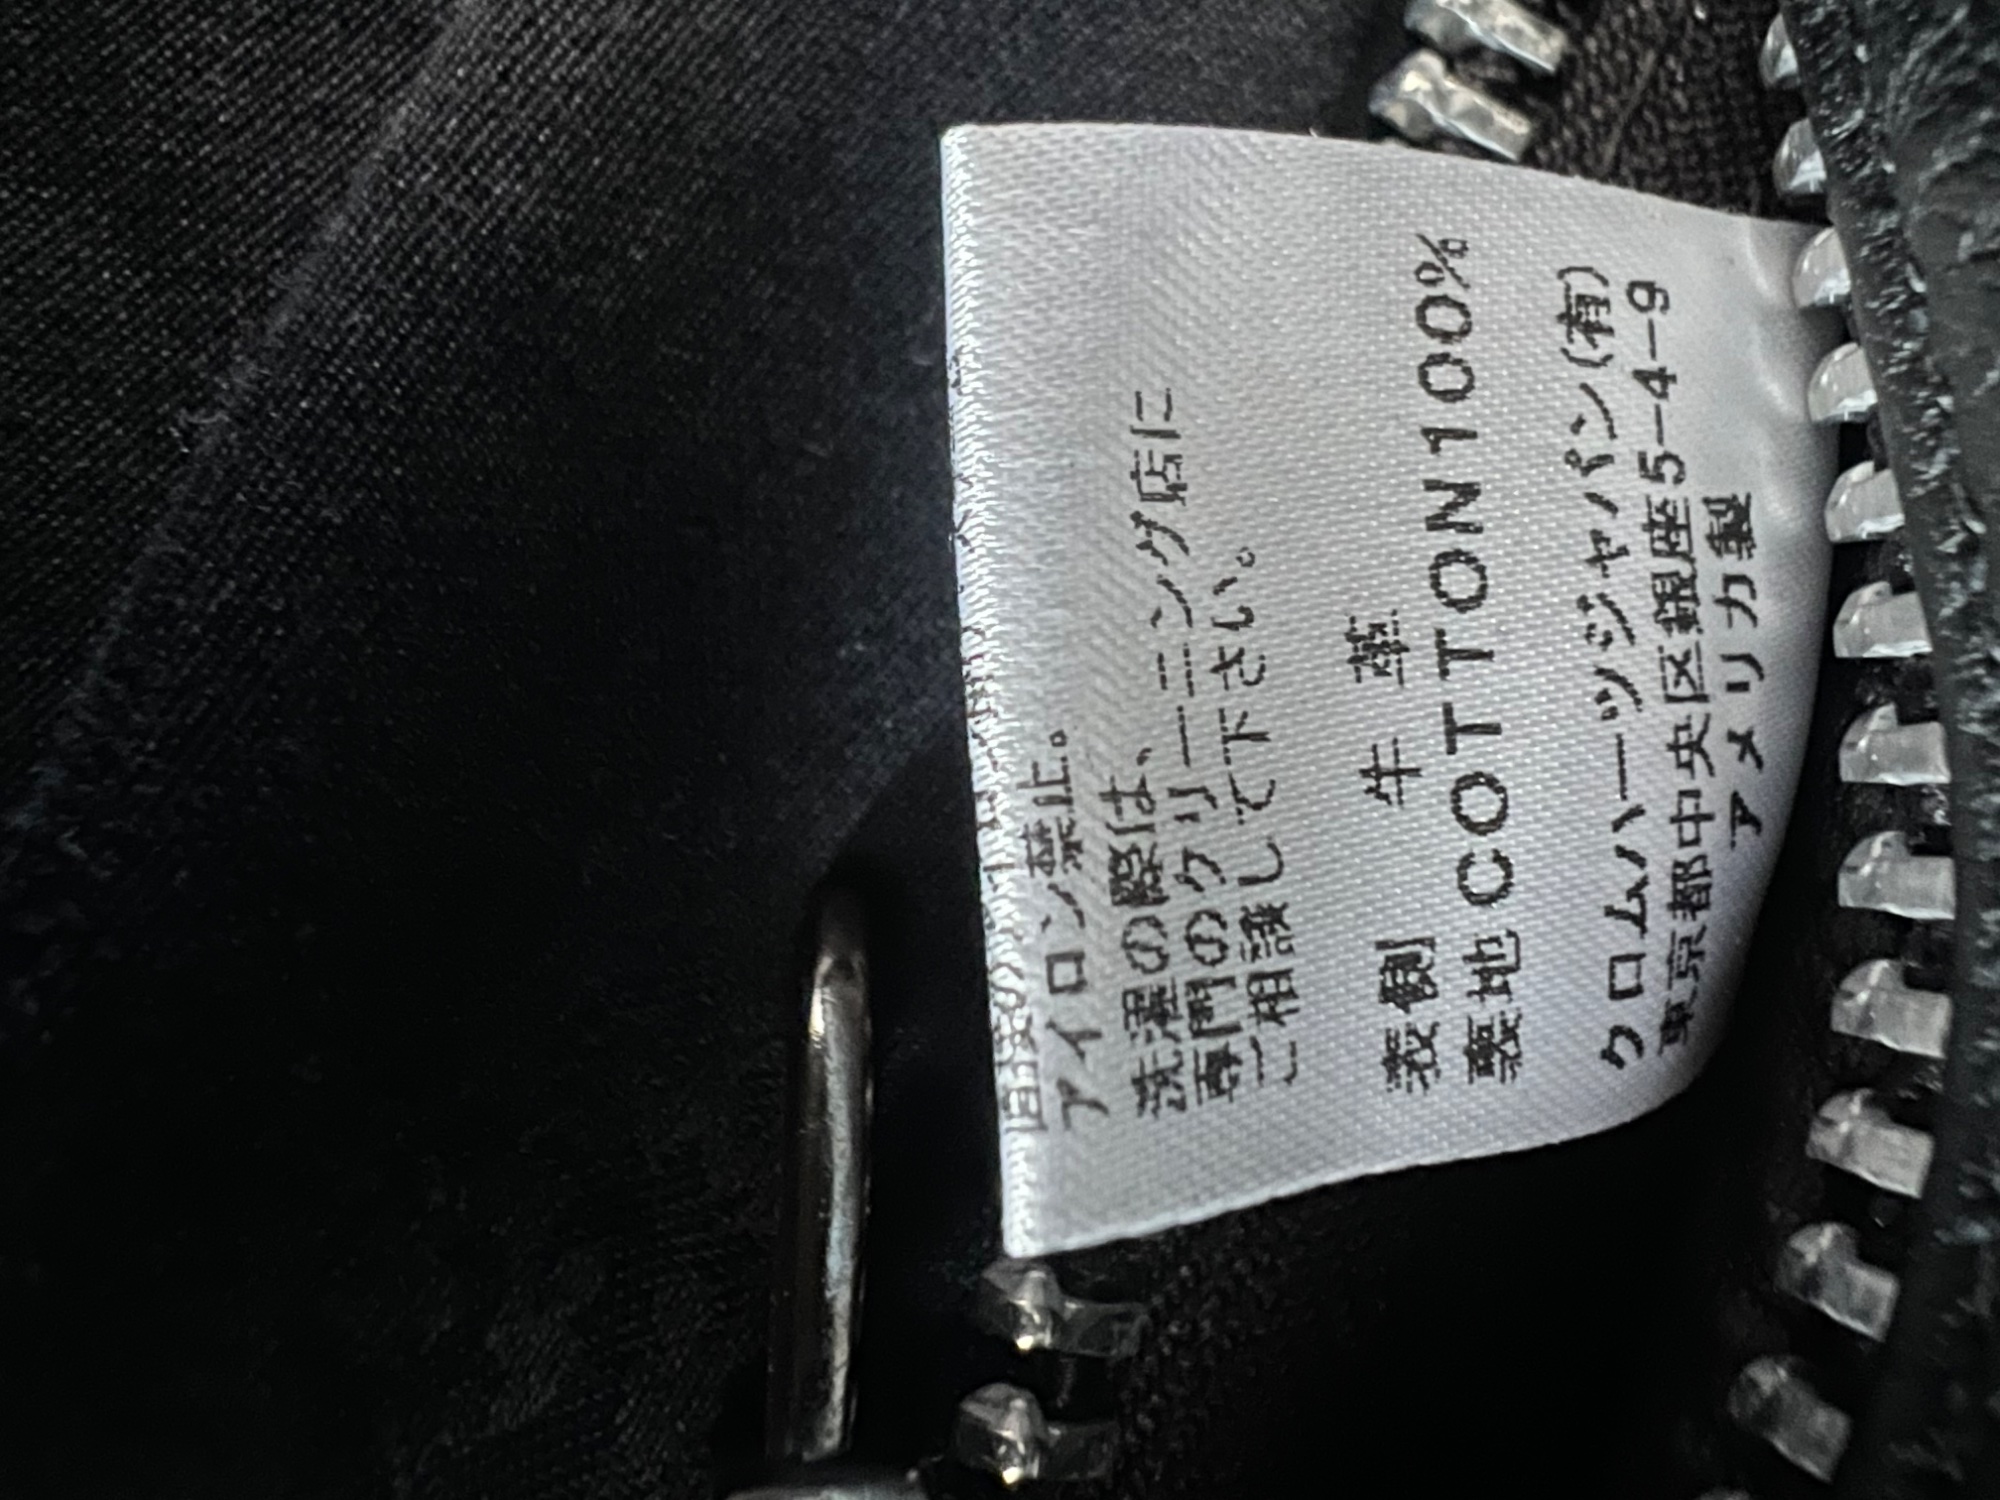 アイロン禁止。
洗濯の際は、
専門のクリーニング店に
ご相談して下さい。
表側 牛 革
裏地 COTTON100%
クロムハーツジャパン(有)
東京都中央区銀座5-4-9
アメリカ製